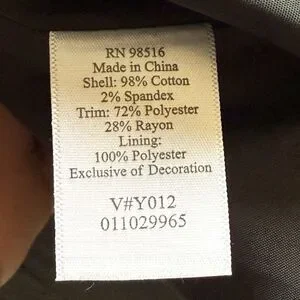 RN 98516
Made in China
Shell: 98% Cotton
2% Spandex
Trim: 72% Polyester
28% Rayon
Lining:
100% Polyester
Exclusive of Decoration
V#Y012
011029965